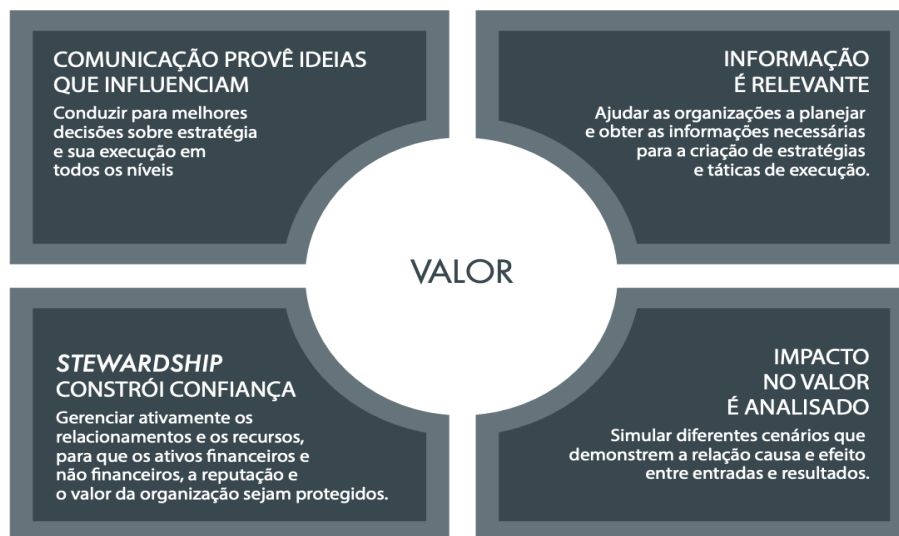 COMUNICAÇÃO PROVÊ IDEIAS
QUE INFLUENCIAM
Conduzir para melhores
decisões sobre estratégia
e sua execução em
todos os níveis
INFORMAÇÃO
É RELEVANTE
Ajudar as organizações a planejar
e obter as informações necessárias
para a criação de estratégias
e táticas de execução.
VALOR
STEWARDSHIP
CONSTRÓI CONFIANÇA
Gerenciar ativamente os
relacionamentos e os recursos,
para que os ativos financeiros e
não financeiros, a reputação e
o valor da organização sejam protegidos.
IMPACTO
NO VALOR
É ANALISADO
Simular diferentes cenários que
demonstrem a relação causa e efeito
entre entradas e resultados.